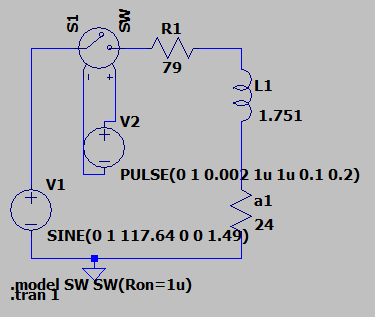 S1
SW
R1
79
L1
1.751
V2
PULSE(0 1 0.002 1u 1u 0.1 0.2)
V1
a1
24
SINE(0 1 117.64 0 0 1.49)
.model SW SW(Ron=1u)
.tran 1